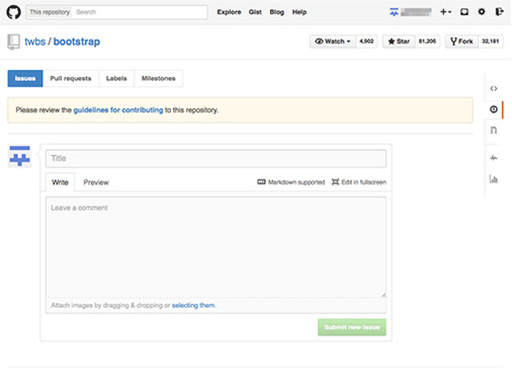 This repository Search Explore Gist Blog Help
twbs / bootstrap Watch 4,902 Star 81,206 Fork 32,181
Issues Pull requests Labels Milestones
Please review the guidelines for contributing to this repository.
Title
Write Preview Markdown supported Edit in fullscreen
Leave a comment
Attach images by dragging & dropping or selecting them.
Submit new issue